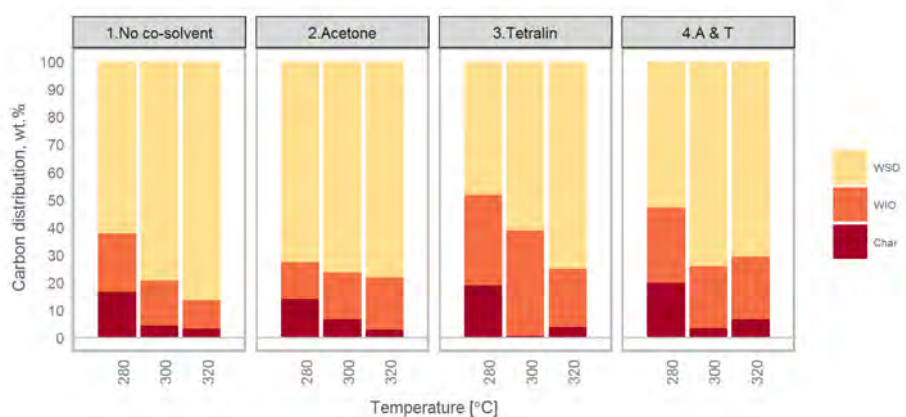 1.No co-solvent 2.Acetone 3.Tetralin 4.A & T
100
90
80
70
60
50
40
30
20
10
0
Carbon distribution, wt.%
280 300 320 280 300 320 280 300 320 280 300 320
Temperature [°C]
WSO
WIO
Char